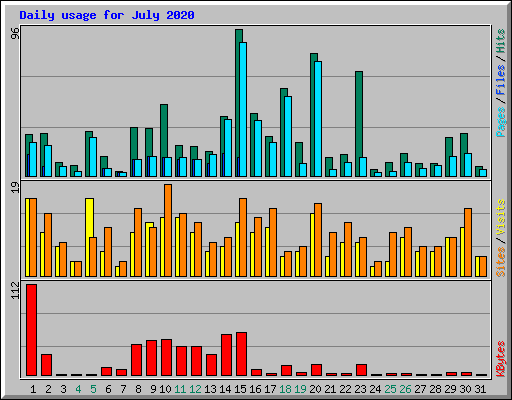 Daily usage for July 2020
96
Pages / Files / Hits
19
Sites / Visits
112
KBytes
1 2 3 4 5 6 7 8 9 10 11 12 13 14 15 16 17 18 19 20 21 22 23 24 25 26 27 28 29 30 31